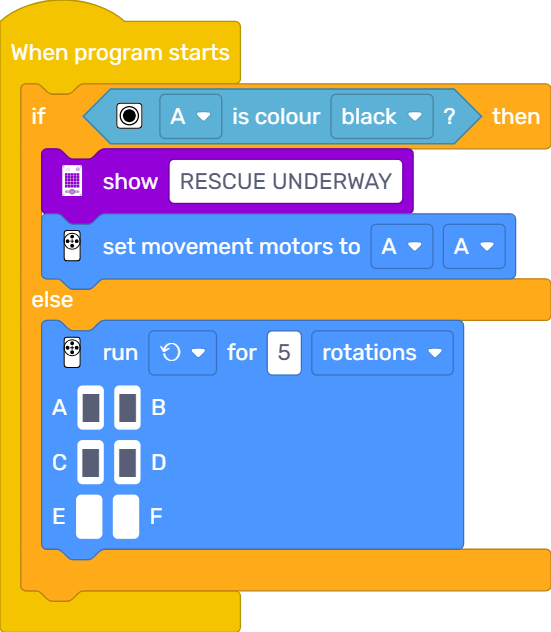 When program starts
if A is colour black ? then
show RESCUE UNDERWAY
set movement motors to A A
else
run for 5 rotations
A B
C D
E F